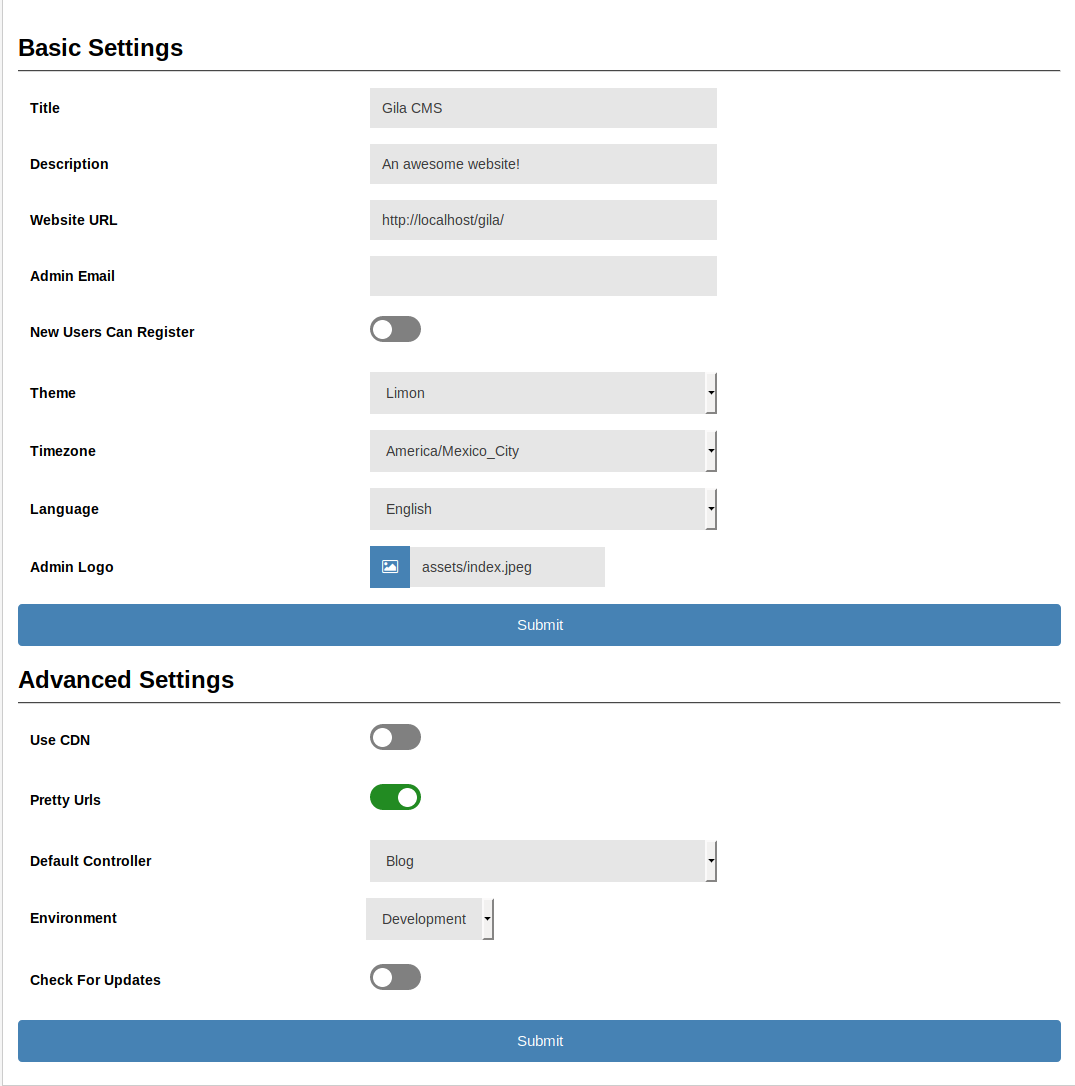 Basic Settings
Title Gila CMS
Description An awesome website!
Website URL http://localhost/gila/
Admin Email
New Users Can Register
Theme Limon
Timezone America/Mexico_City
Language English
Admin Logo assets/index.jpeg
Submit
Advanced Settings
Use CDN
Pretty Urls
Default Controller Blog
Environment Development
Check For Updates
Submit